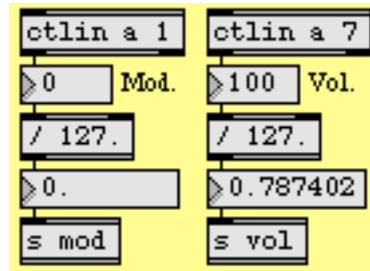 ctlin a 1
ctlin a 7
0 Mod.
100 Vol.
/ 127.
/ 127.
0.
0.787402
s mod
s vol